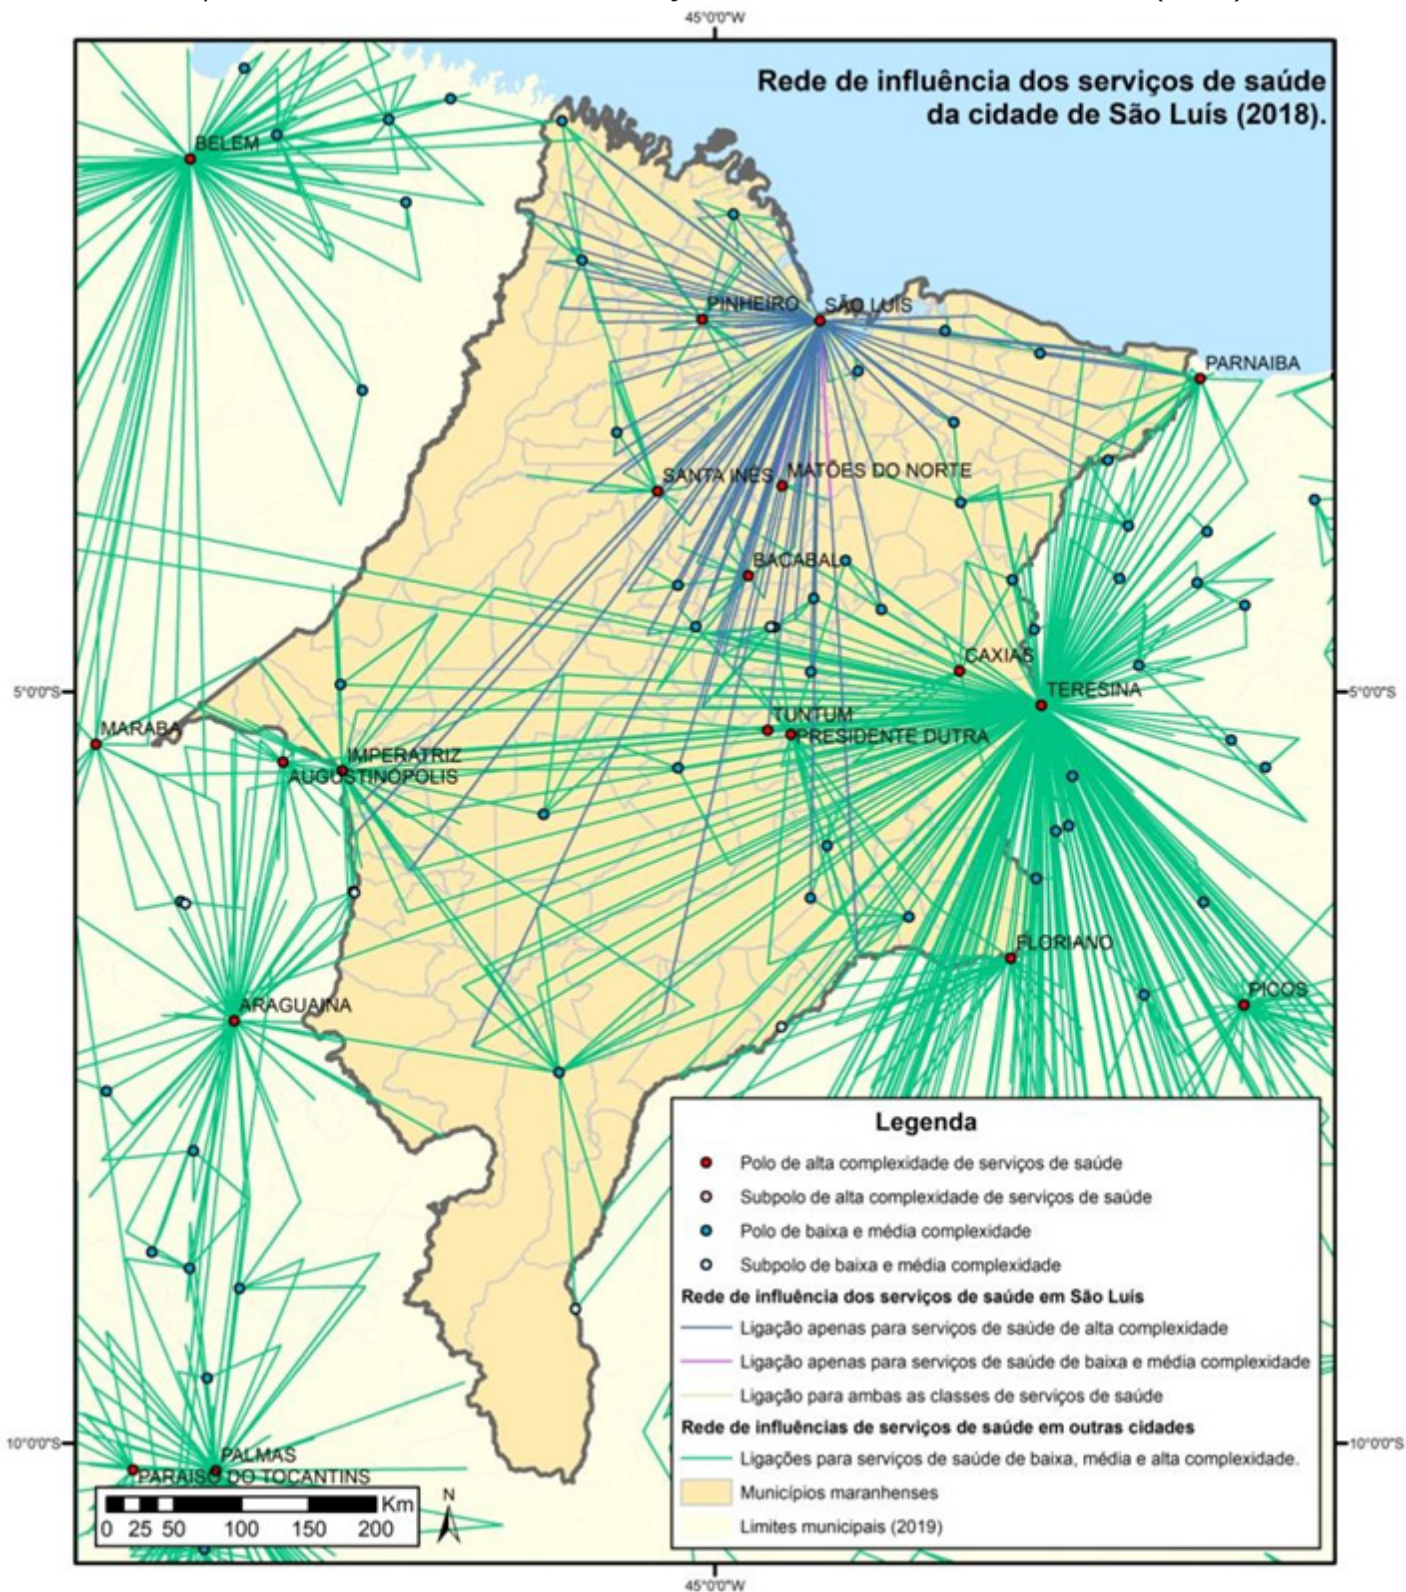 45°0'0"W
Rede de influência dos serviços de saúde
da cidade de São Luís (2018).
BELEM
PINHEIRO
SÃO LUÍS
PARNAIBA
SANTA INÊS
MATÕES DO NORTE
BACABAL
CAXIAS
5°0'0"S
5°0'0"S
TERESINA
MARABA
TUNTUM
PRESIDENTE DUTRA
IMPERATRIZ
AUGUSTINÓPOLIS
FLORIANO
PICOS
ARAGUAINA
Legenda
Polo de alta complexidade de serviços de saúde
Subpolo de alta complexidade de serviços de saúde
Polo de baixa e média complexidade
Subpolo de baixa e média complexidade
Rede de influência dos serviços de saúde em São Luis
Ligação apenas para serviços de saúde de alta complexidade
Ligação apenas para serviços de saúde de baixa e média complexidade
Ligação para ambas as classes de serviços de saúde
Rede de influências de serviços de saúde em outras cidades
Ligações para serviços de saúde de baixa, média e alta complexidade.
Municípios maranhenses
Limites municipais (2019)
10°0'0"S
10°0'0"S
PALMAS
PARAISO DO TOCANTINS
Km
0 25 50 100 150 200
N
45°0'0"W